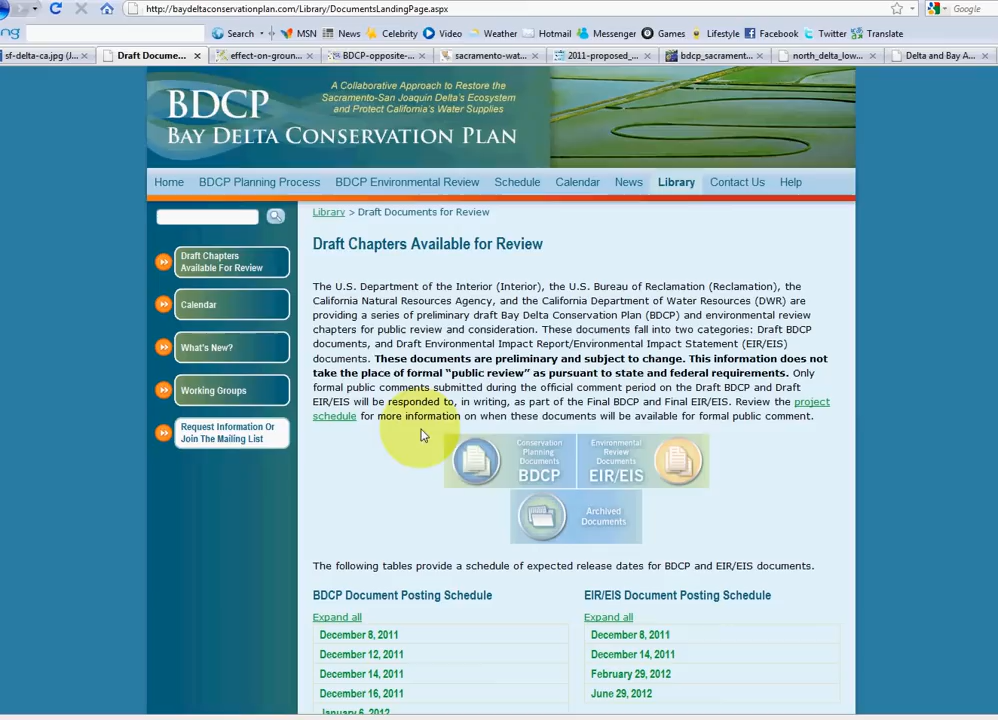 http://baydeltaconservationplan.com/Library/DocumentsLandingPage.aspx
Google
Search
MSN
News
Celebrity
Video
Weather
Hotmail
Messenger
Games
Lifestyle
Facebook
Twitter
Translate
sf-delta-ca.jpg (J...
Draft Docume...
effect-on-groun...
BDCP-opposite-...
sacramento-wat...
2011-proposed_...
bdcp_sacrament...
north_delta_low...
Delta and Bay A...
BDCP
A Collaborative Approach to Restore the
Sacramento-San Joaquin Delta's Ecosystem
and Protect California's Water Supplies
BAY DELTA CONSERVATION PLAN
Home
BDCP Planning Process
BDCP Environmental Review
Schedule
Calendar
News
Library
Contact Us
Help
Draft Chapters
Available For Review
Calendar
What's New?
Working Groups
Request Information Or
Join The Mailing List
Library > Draft Documents for Review
Draft Chapters Available for Review
The U.S. Department of the Interior (Interior), the U.S. Bureau of Reclamation (Reclamation), the
California Natural Resources Agency, and the California Department of Water Resources (DWR) are
providing a series of preliminary draft Bay Delta Conservation Plan (BDCP) and environmental review
chapters for public review and consideration. These documents fall into two categories: Draft BDCP
documents, and Draft Environmental Impact Report/Environmental Impact Statement (EIR/EIS)
documents. These documents are preliminary and subject to change. This information does not
take the place of formal "public review" as pursuant to state and federal requirements. Only
formal public comments submitted during the official comment period on the Draft BDCP and Draft
EIR/EIS will be responded to, in writing, as part of the Final BDCP and Final EIR/EIS. Review the project
schedule for more information on when these documents will be available for formal public comment.
Conservation
Planning
Documents
BDCP
Environmental
Review
Documents
EIR/EIS
Archived
Documents
The following tables provide a schedule of expected release dates for BDCP and EIR/EIS documents.
BDCP Document Posting Schedule
Expand all
December 8, 2011
December 12, 2011
December 14, 2011
December 16, 2011
January 6, 2012
EIR/EIS Document Posting Schedule
Expand all
December 8, 2011
December 14, 2011
February 29, 2012
June 29, 2012